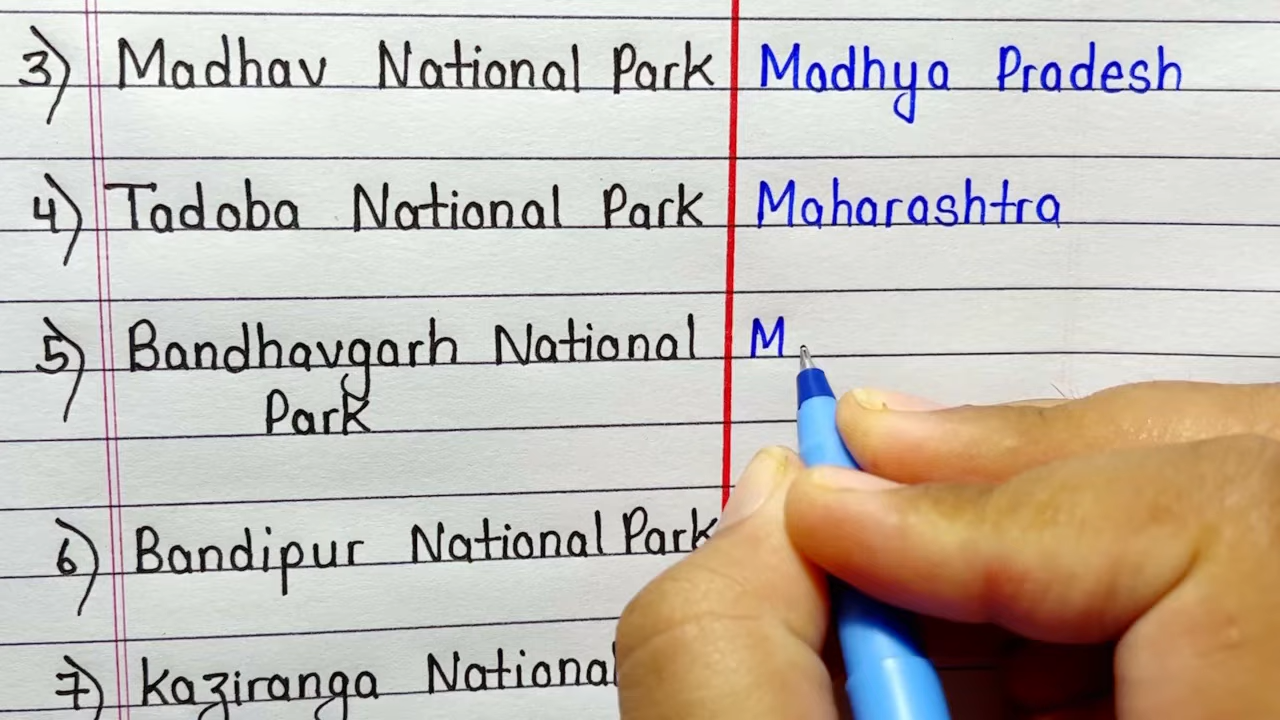 3) Madhav National Park Madhya Pradesh
4) Tadoba National Park Maharashtra
5) Bandhavgarh National M
Park
6) Bandipur National Park
7) Kaziranga National